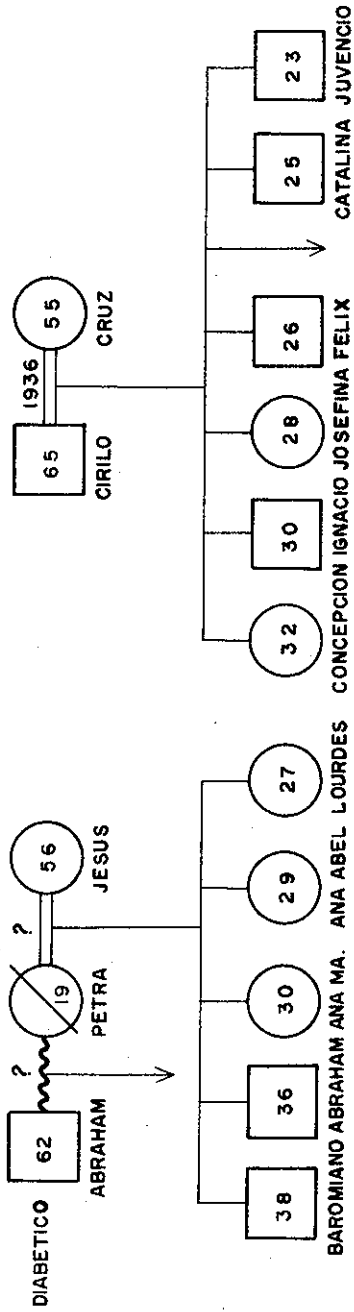 DIABETICO
? ?
62 19 56
ABRAHAM PETRA JESUS
38 36 30 29 27
BAROMIANO ABRAHAM ANA MA. ANA ABEL LOURDES
1936
65 55
CIRILO CRUZ
32 30 28 26 25 23
CONCEPCION IGNACIO JOSEFINA FELIX CATALINA JUVENCIO